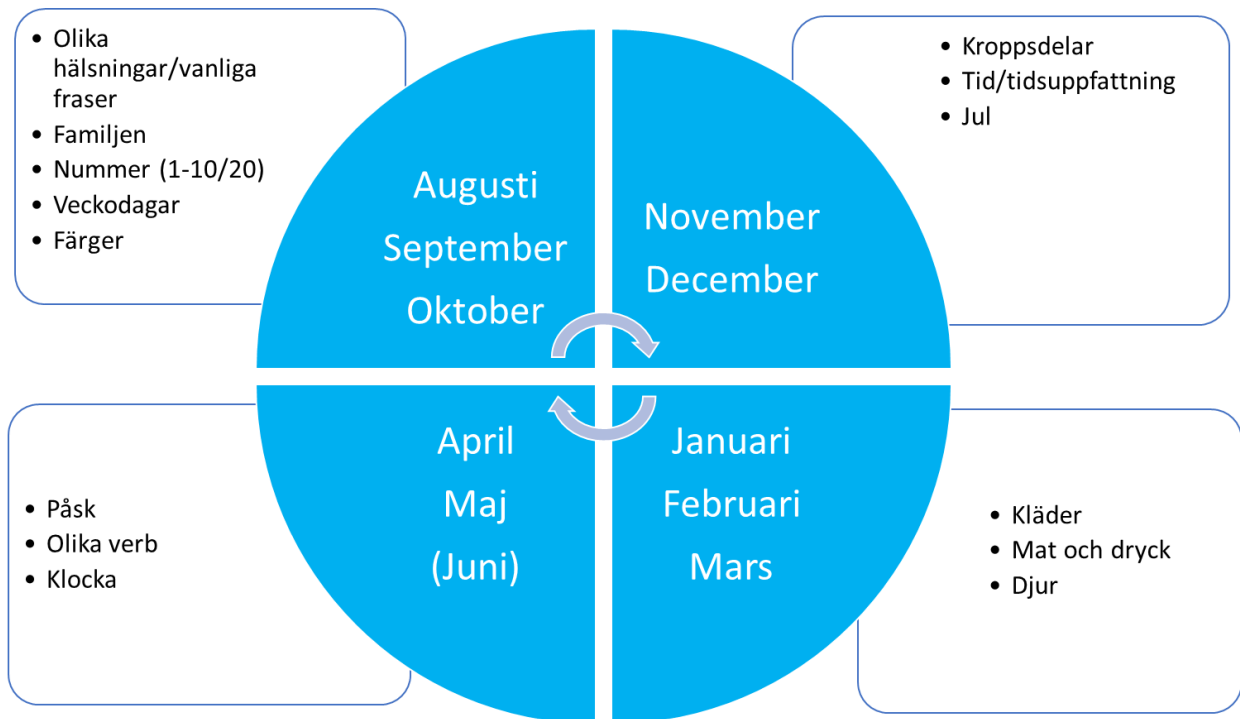 • Olika
hälsningar/vanliga
fraser
• Familjen
• Nummer (1-10/20)
• Veckodagar
• Färger
Augusti
September
Oktober
November
December
• Kroppsdelar
• Tid/tidsuppfattning
• Jul
• Påsk
• Olika verb
• Klocka
April
Maj
(Juni)
Januari
Februari
Mars
• Kläder
• Mat och dryck
• Djur